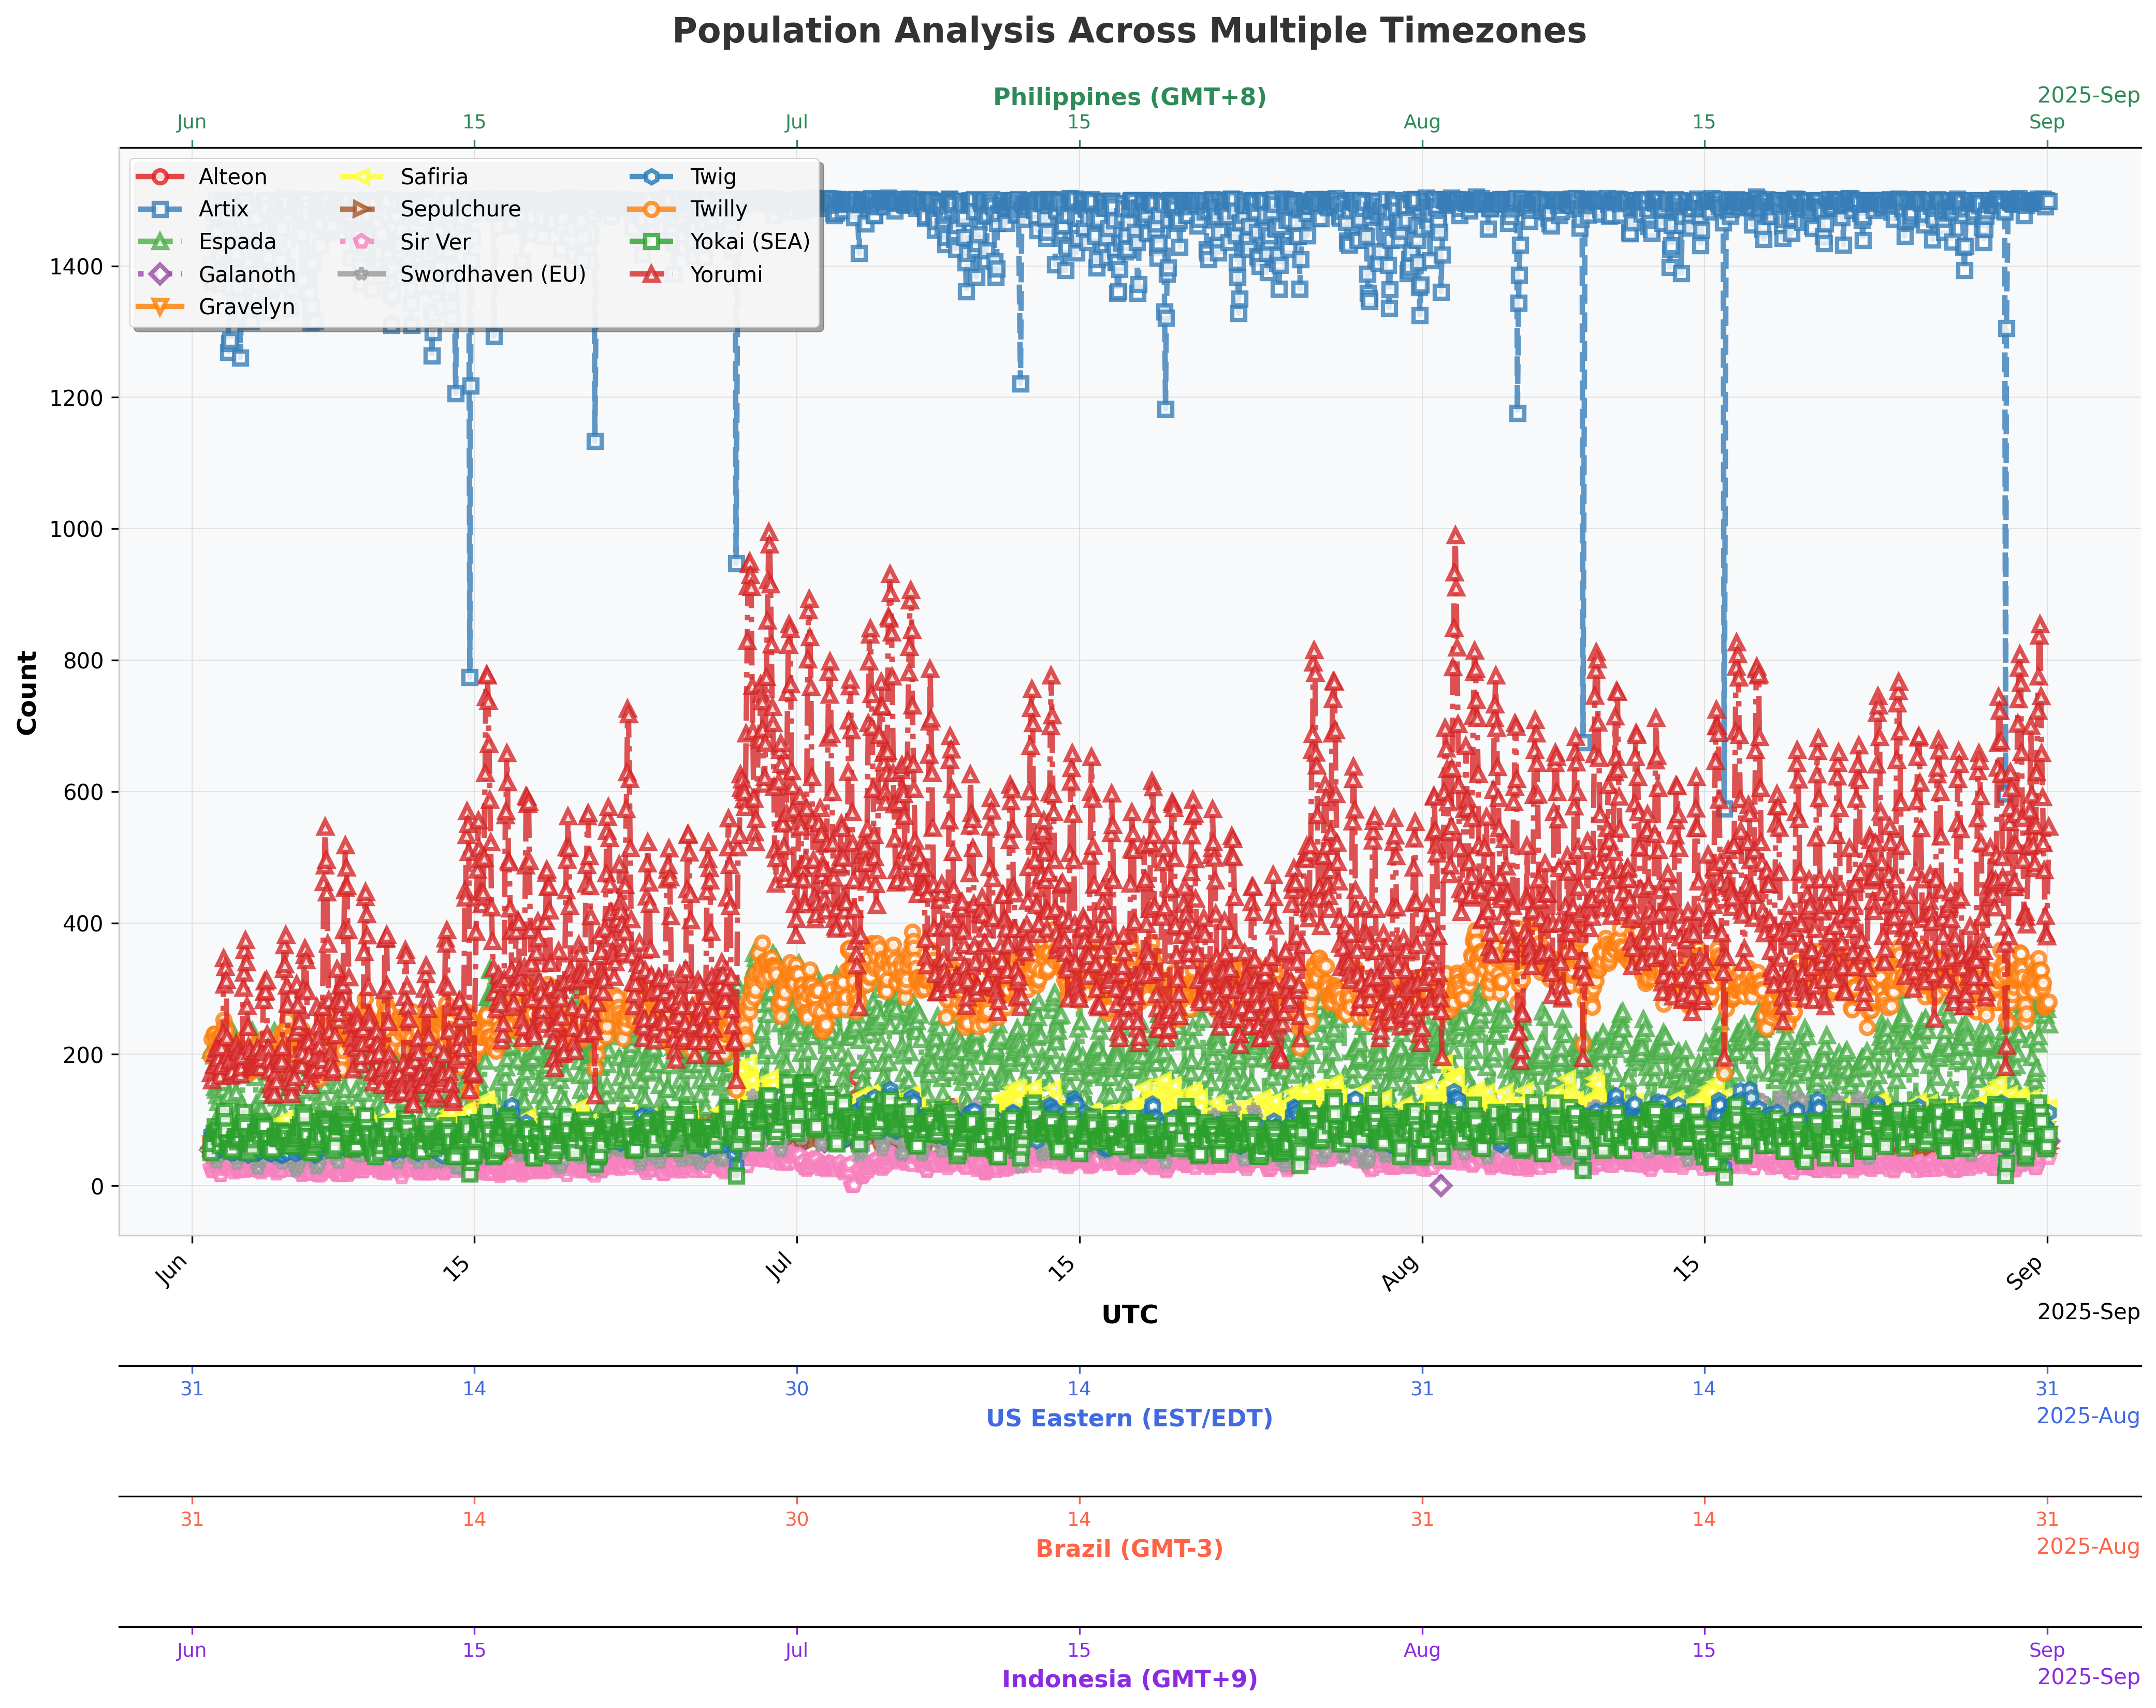 Population Analysis Across Multiple Timezones
Philippines (GMT+8)
2025-Sep
Jun 15 Jul 15 Aug 15 Sep
Alteon Safiria Twig
Artix Sepulchure Twilly
Espada Sir Ver Yokai (SEA)
Galanoth Swordhaven (EU) Yorumi
Gravelyn
1400
1200
1000
800
600
400
200
0
Count
Jun 15 Jul 15 Aug 15 Sep
UTC
2025-Sep
31 14 30 14 31 14 31
US Eastern (EST/EDT)
2025-Aug
31 14 30 14 31 14 31
Brazil (GMT-3)
2025-Aug
Jun 15 Jul 15 Aug 15 Sep
Indonesia (GMT+9)
2025-Sep